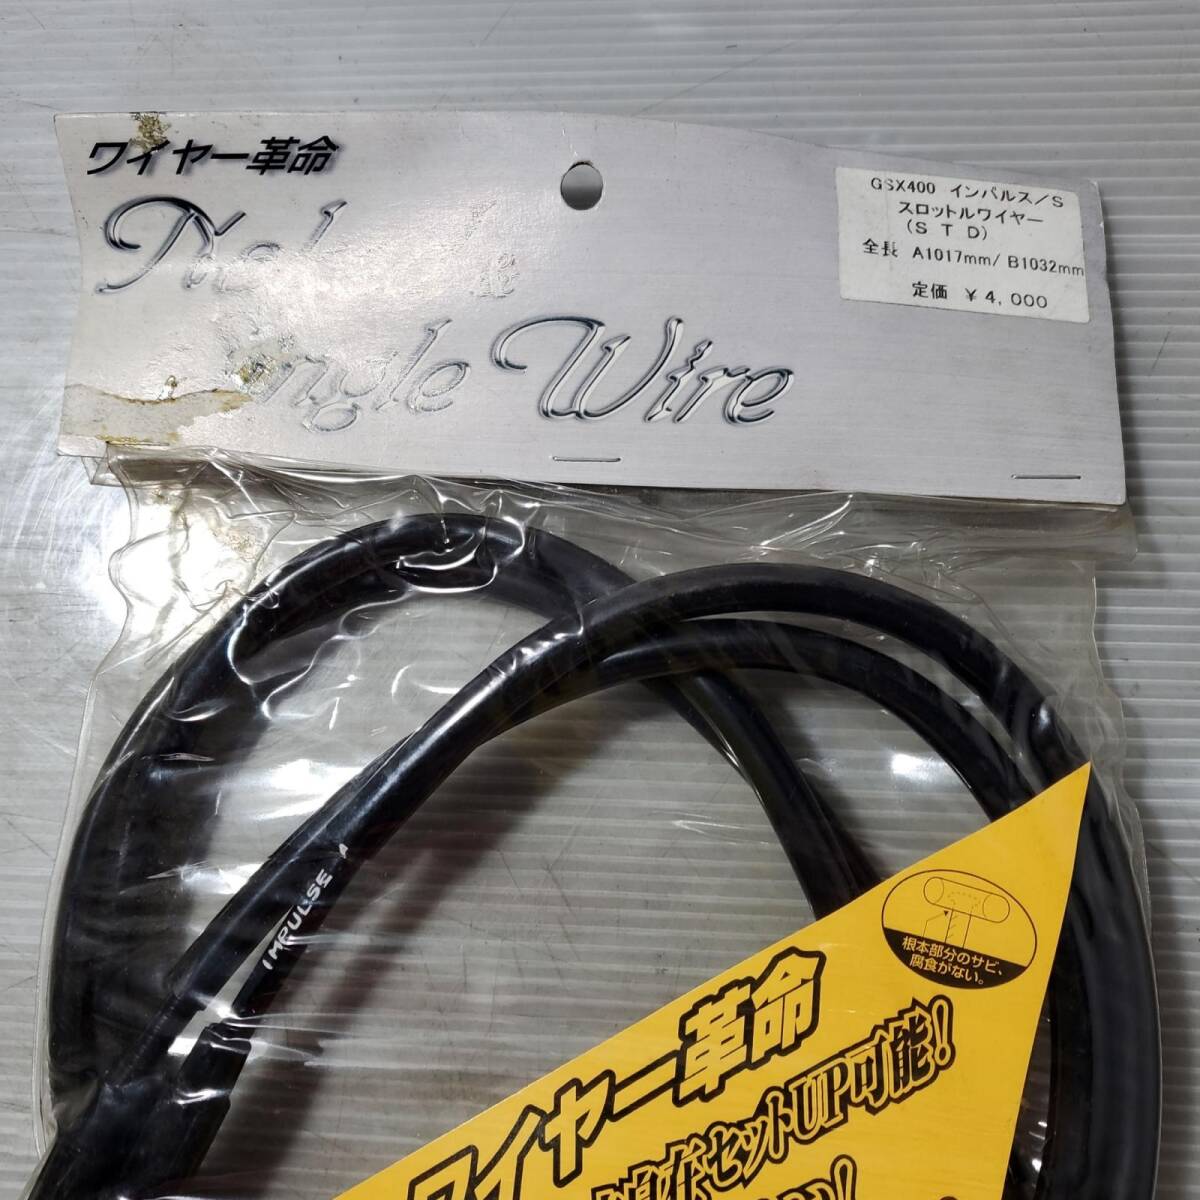 ワイヤー革命
&
Wire
GSX400 インパルス/S
スロットルワイヤー
(STD)
全長 A1017mm/ B1032mm
定価 ￥4,000
IMPULSE A
根本部分のサビ、
腐食がない。
ワイヤー革命
セットUP可能!